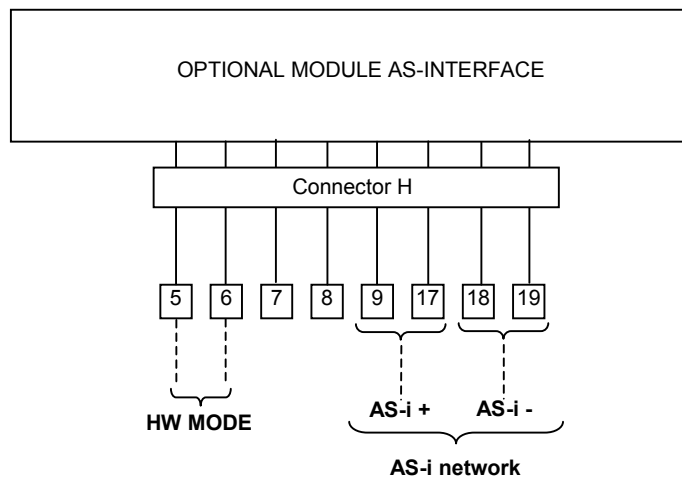 OPTIONAL MODULE AS-INTERFACE
Connector H
5 6 7 8 9 17 18 19
HW MODE AS-i + AS-i -
AS-i network